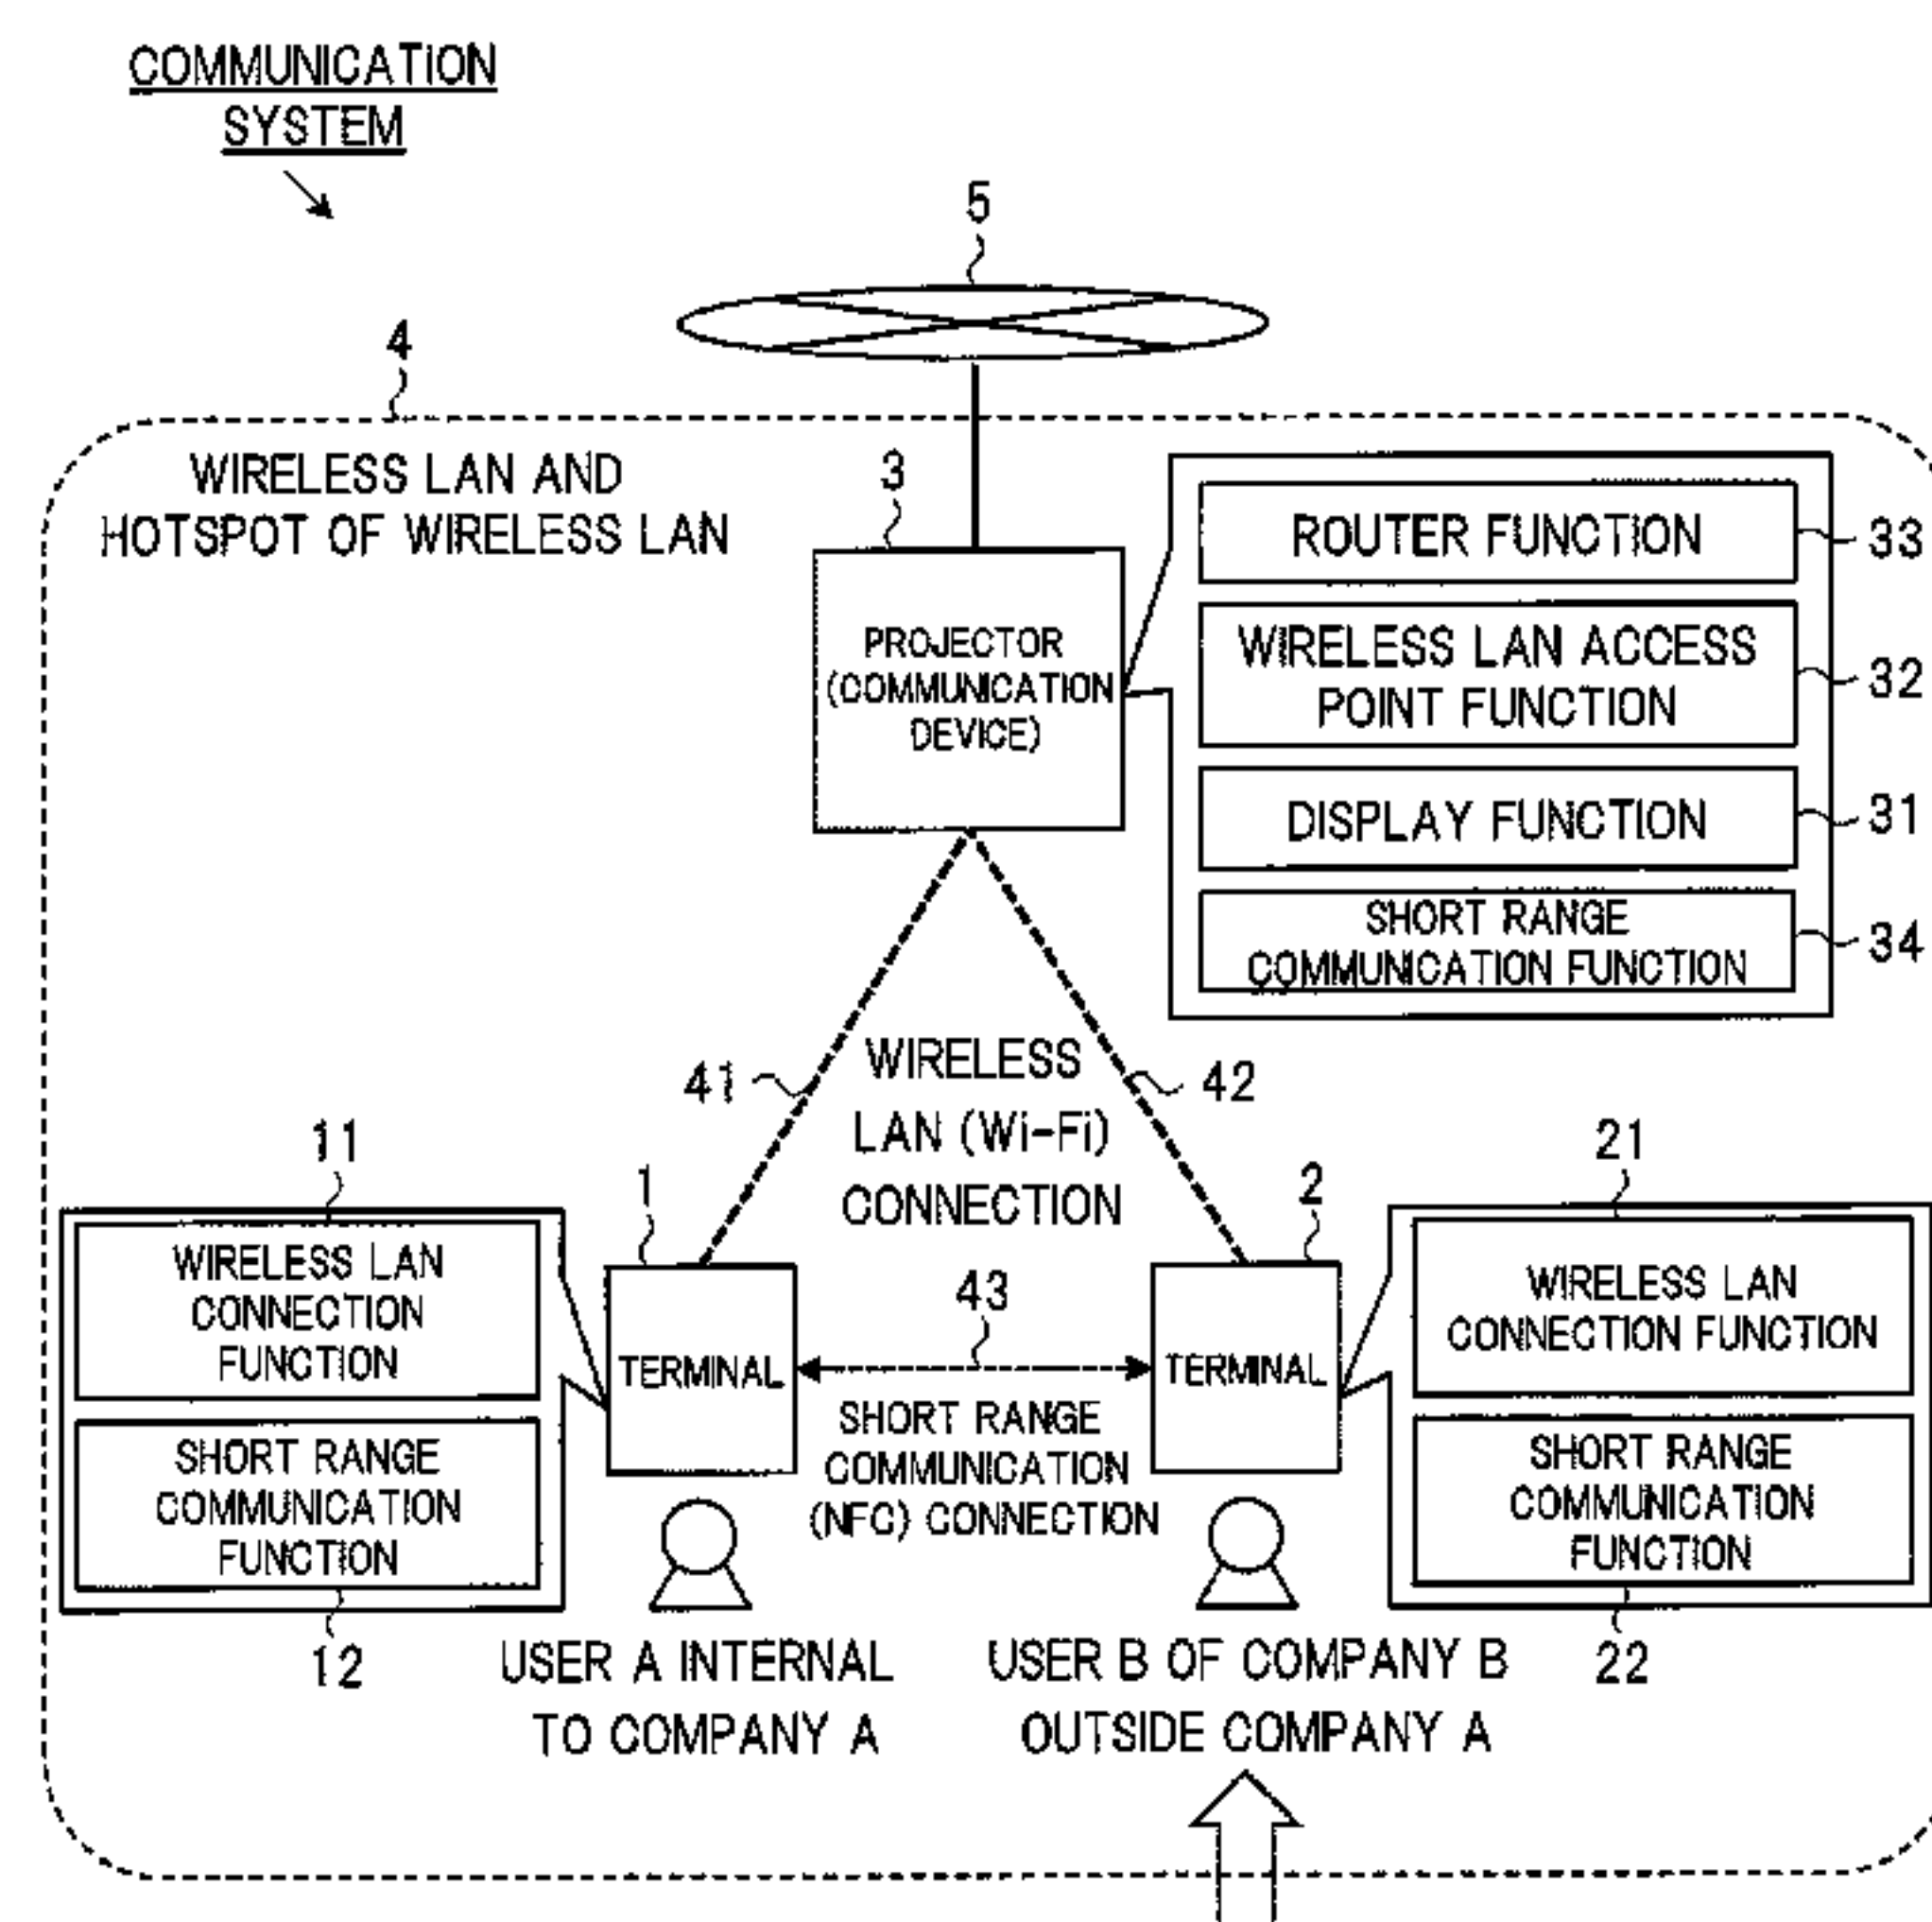 COMMUNICATION
SYSTEM
5
4
WIRELESS LAN AND
HOTSPOT OF WIRELESS LAN
3
PROJECTOR
(COMMUNICATION
DEVICE)
ROUTER FUNCTION
33
WIRELESS LAN ACCESS
POINT FUNCTION
32
DISPLAY FUNCTION
31
SHORT RANGE
COMMUNICATION FUNCTION
34
41
WIRELESS
LAN (Wi-Fi)
CONNECTION
42
11
WIRELESS LAN
CONNECTION
FUNCTION
SHORT RANGE
COMMUNICATION
FUNCTION
12
1
TERMINAL
43
SHORT RANGE
COMMUNICATION
(NFC) CONNECTION
2
TERMINAL
21
WIRELESS LAN
CONNECTION FUNCTION
SHORT RANGE
COMMUNICATION
FUNCTION
22
USER A INTERNAL
TO COMPANY A
USER B OF COMPANY B
OUTSIDE COMPANY A